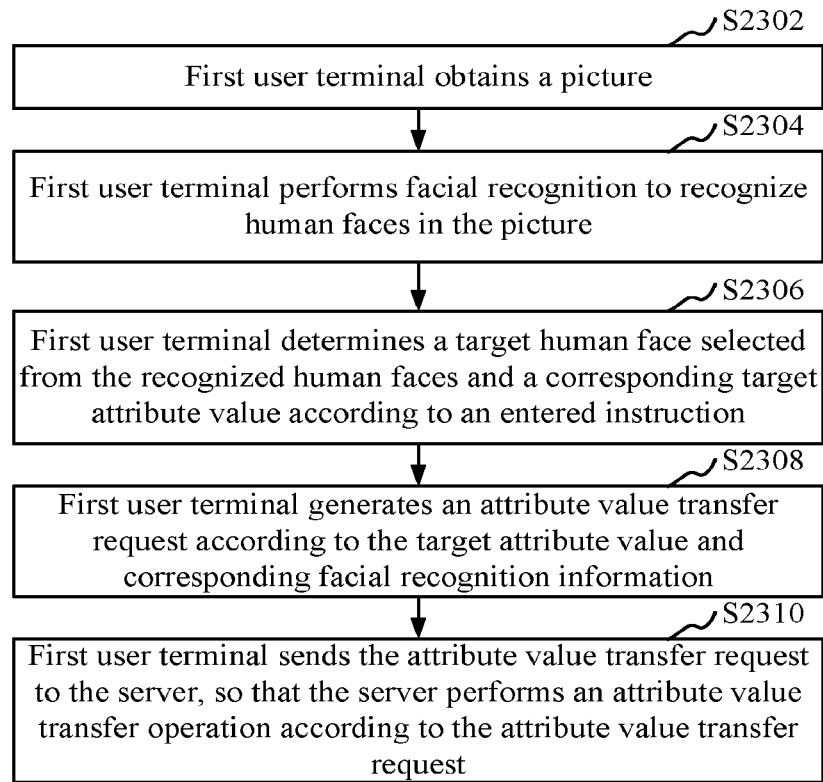 S2302
First user terminal obtains a picture
S2304
First user terminal performs facial recognition to recognize
human faces in the picture
S2306
First user terminal determines a target human face selected
from the recognized human faces and a corresponding target
attribute value according to an entered instruction
S2308
First user terminal generates an attribute value transfer
request according to the target attribute value and
corresponding facial recognition information
S2310
First user terminal sends the attribute value transfer request
to the server, so that the server performs an attribute value
transfer operation according to the attribute value transfer
request